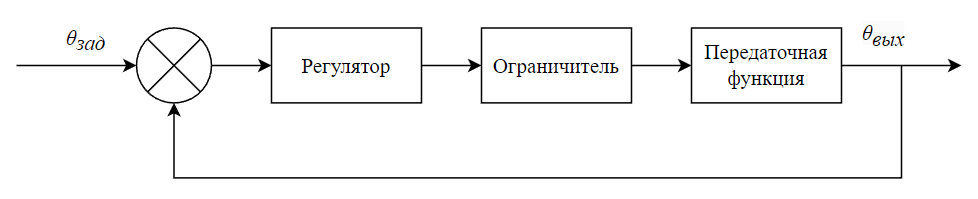 θзад
Регулятор
Ограничитель
Передаточная
функция
θвых